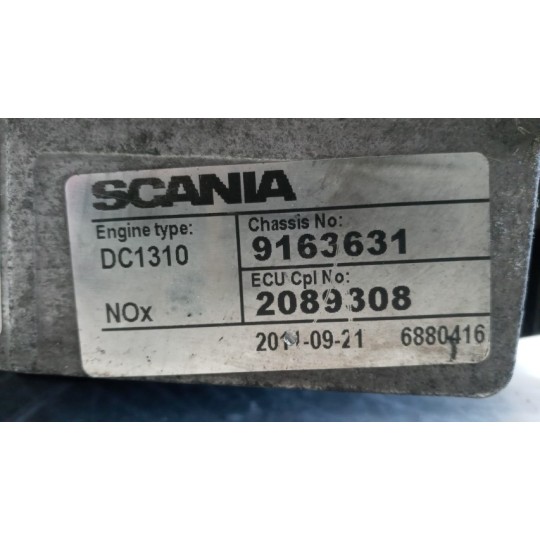 SCANIA
Engine type:
DC1310
NOx
Chassis No:
9163631
ECU Cpl No:
2089308
6880416